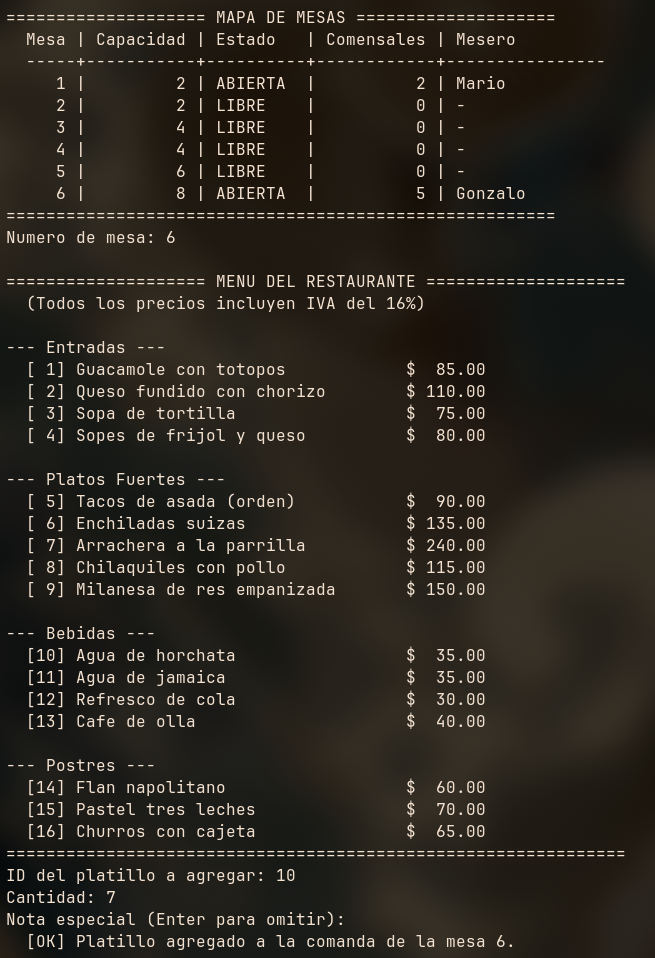 ==================== MAPA DE MESAS ====================
  Mesa | Capacidad | Estado   | Comensales | Mesero
  -----+-----------+----------+------------+----------------
     1 |         2 | ABIERTA  |          2 | Mario
     2 |         2 | LIBRE    |          0 | -
     3 |         4 | LIBRE    |          0 | -
     4 |         4 | LIBRE    |          0 | -
     5 |         6 | LIBRE    |          0 | -
     6 |         8 | ABIERTA  |          5 | Gonzalo
=======================================================
Numero de mesa: 6

==================== MENU DEL RESTAURANTE ====================
  (Todos los precios incluyen IVA del 16%)

--- Entradas ---
  [ 1] Guacamole con totopos            $  85.00
  [ 2] Queso fundido con chorizo        $ 110.00
  [ 3] Sopa de tortilla                 $  75.00
  [ 4] Sopes de frijol y queso          $  80.00

--- Platos Fuertes ---
  [ 5] Tacos de asada (orden)           $  90.00
  [ 6] Enchiladas suizas                $ 135.00
  [ 7] Arrachera a la parrilla          $ 240.00
  [ 8] Chilaquiles con pollo            $ 115.00
  [ 9] Milanesa de res empanizada       $ 150.00

--- Bebidas ---
  [10] Agua de horchata                 $  35.00
  [11] Agua de jamaica                  $  35.00
  [12] Refresco de cola                 $  30.00
  [13] Cafe de olla                     $  40.00

--- Postres ---
  [14] Flan napolitano                  $  60.00
  [15] Pastel tres leches               $  70.00
  [16] Churros con cajeta               $  65.00
==============================================================
ID del platillo a agregar: 10
Cantidad: 7
Nota especial (Enter para omitir):
  [OK] Platillo agregado a la comanda de la mesa 6.